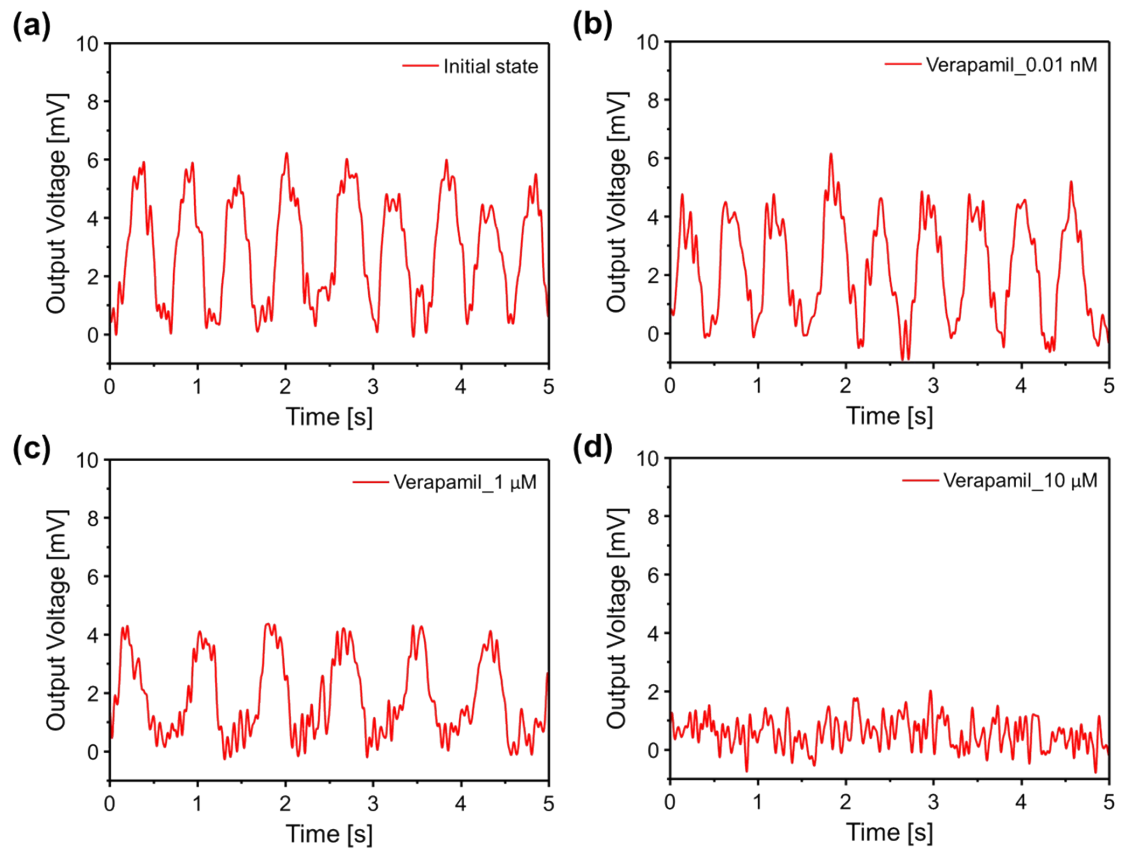 (a)
Initial state
Output Voltage [mV]
10
8
6
4
2
0
0 1 2 3 4 5
Time [s]
(b)
Verapamil_0.01 nM
Output Voltage [mV]
10
8
6
4
2
0
0 1 2 3 4 5
Time [s]
(c)
Verapamil_1 μM
Output Voltage [mV]
10
8
6
4
2
0
0 1 2 3 4 5
Time [s]
(d)
Verapamil_10 μM
Output Voltage [mV]
10
8
6
4
2
0
0 1 2 3 4 5
Time [s]